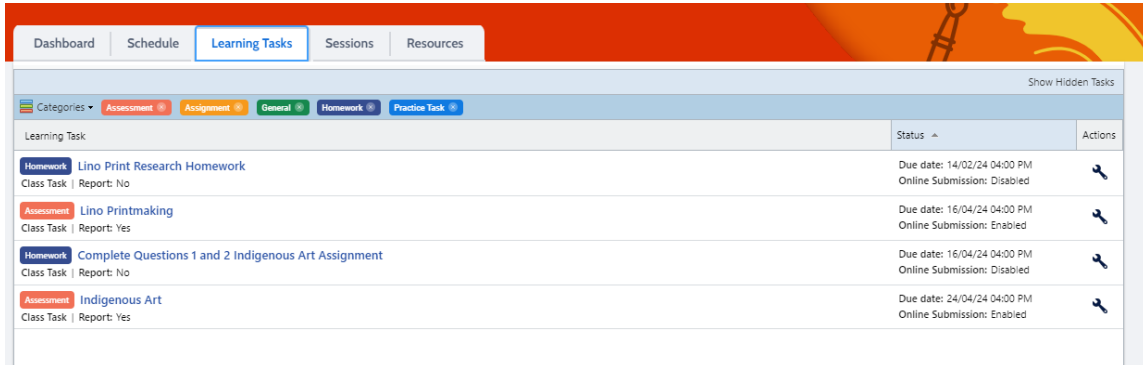 Dashboard Schedule Learning Tasks Sessions Resources
Show Hidden Tasks
Categories Assessment Assignment General Homework Practice Task
Learning Task Status Actions
Homework Lino Print Research Homework Due date: 14/02/24 04:00 PM
Class Task | Report: No Online Submission: Disabled
Assessment Lino Printmaking Due date: 16/04/24 04:00 PM
Class Task | Report: Yes Online Submission: Enabled
Homework Complete Questions 1 and 2 Indigenous Art Assignment Due date: 16/04/24 04:00 PM
Class Task | Report: No Online Submission: Disabled
Assessment Indigenous Art Due date: 24/04/24 04:00 PM
Class Task | Report: Yes Online Submission: Enabled